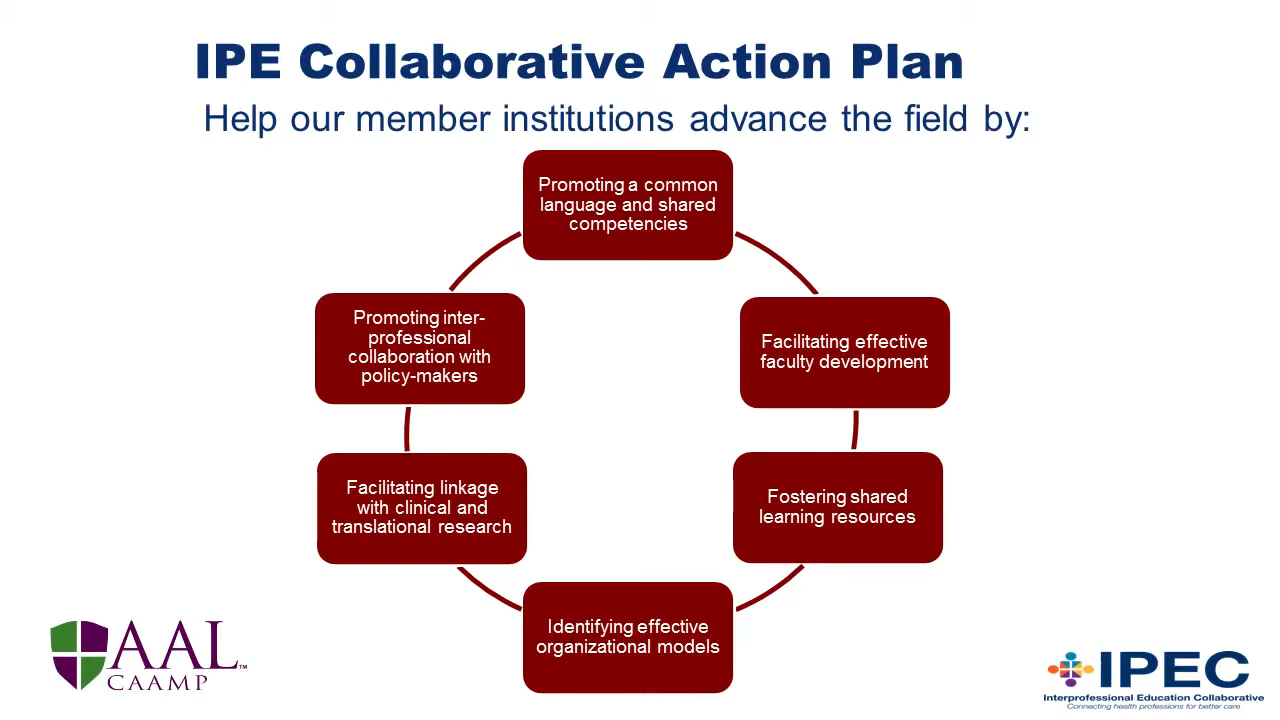 IPE Collaborative Action Plan
Help our member institutions advance the field by:
Promoting a common
language and shared
competencies
Facilitating effective
faculty development
Fostering shared
learning resources
Identifying effective
organizational models
Facilitating linkage
with clinical and
translational research
Promoting inter-
professional
collaboration with
policy-makers
AAL™
CAAMP
IPEC
Interprofessional Education Collaborative
Connecting health professions for better care